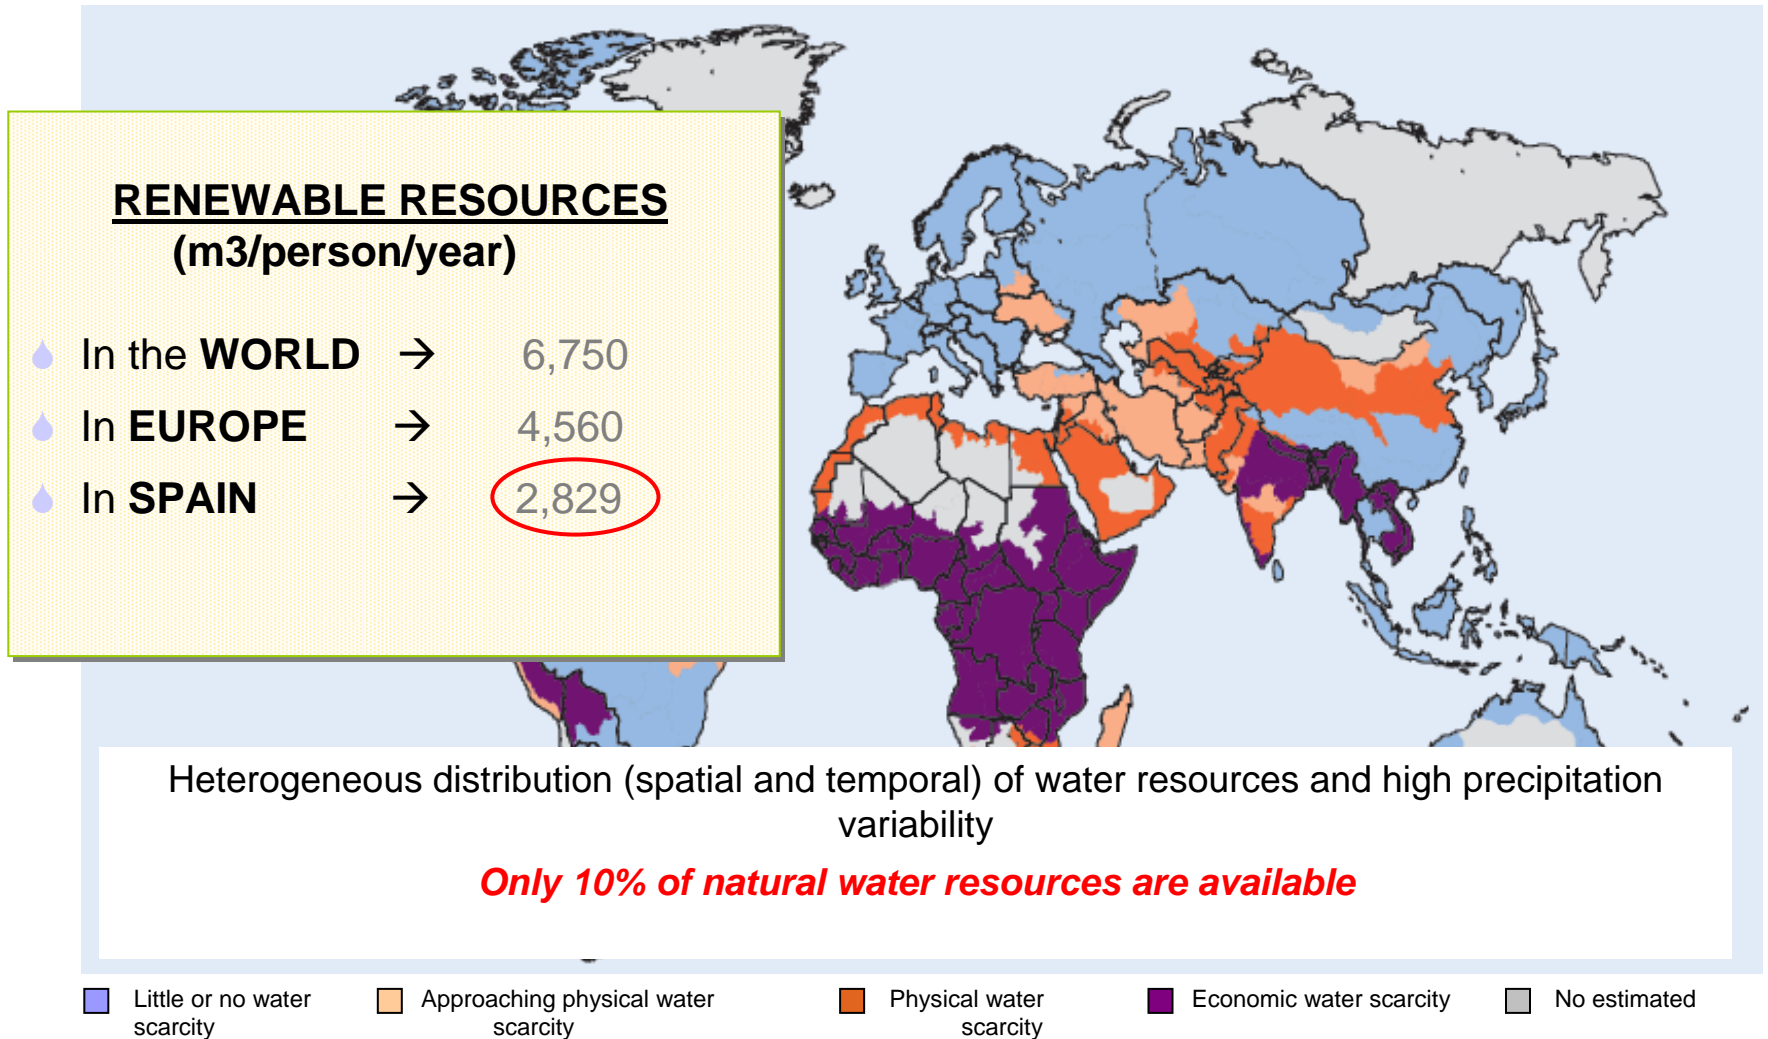 RENEWABLE RESOURCES
(m3/person/year)
In the WORLD → 6,750
In EUROPE → 4,560
In SPAIN → 2,829
Heterogeneous distribution (spatial and temporal) of water resources and high precipitation
variability
Only 10% of natural water resources are available
Little or no water
scarcity
Approaching physical water
scarcity
Physical water
scarcity
Economic water scarcity
No estimated